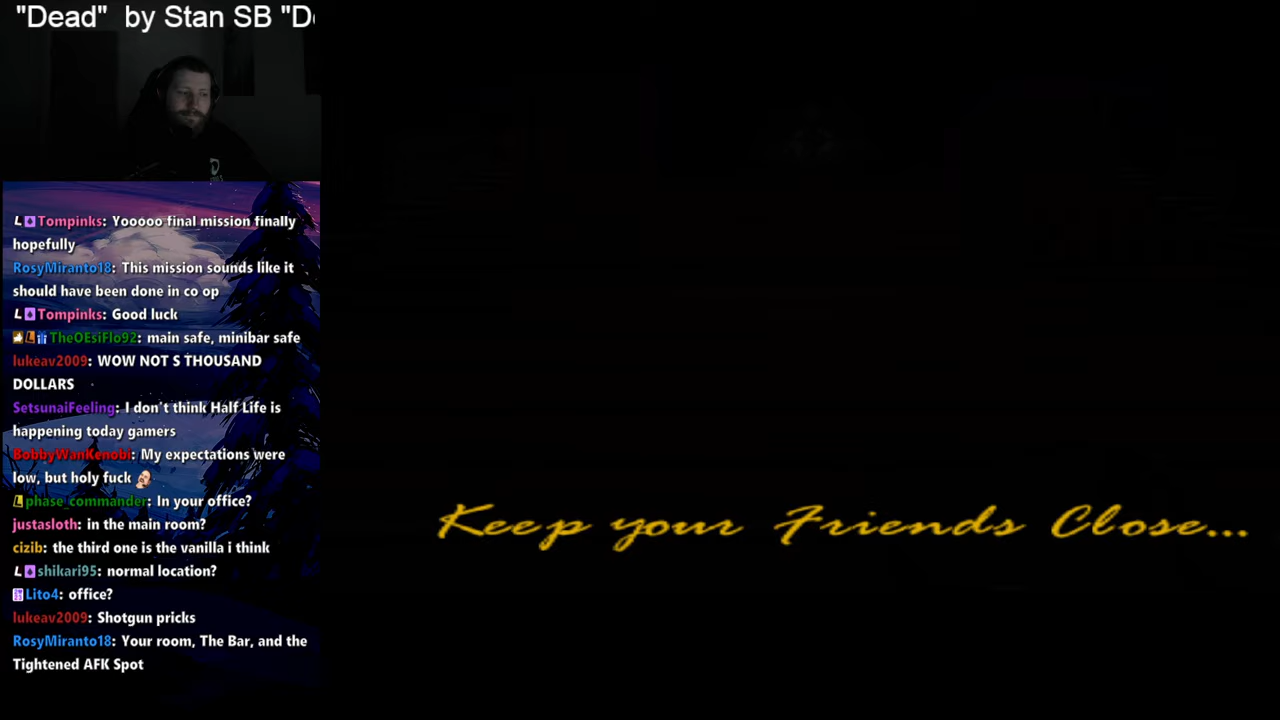 "Dead"  by Stan SB "D
Tompinks: Yooooo final mission finally
hopefully
RosyMiranto18: This mission sounds like it
should have been done in co op
Tompinks: Good luck
TheOEsiFlo92: main safe, minibar safe
lukeav2009: WOW NOT S THOUSAND
DOLLARS
SetsunaiFeeling: I don't think Half Life is
happening today gamers
BobbyWanKenobi: My expectations were
low, but holy fuck
phase_commander: In your office?
justasloth: in the main room?
cizib: the third one is the vanilla i think
shikari95: normal location?
Lito4: office?
lukeav2009: Shotgun pricks
RosyMiranto18: Your room, The Bar, and the
Tightened AFK Spot
Keep your Friends Close...